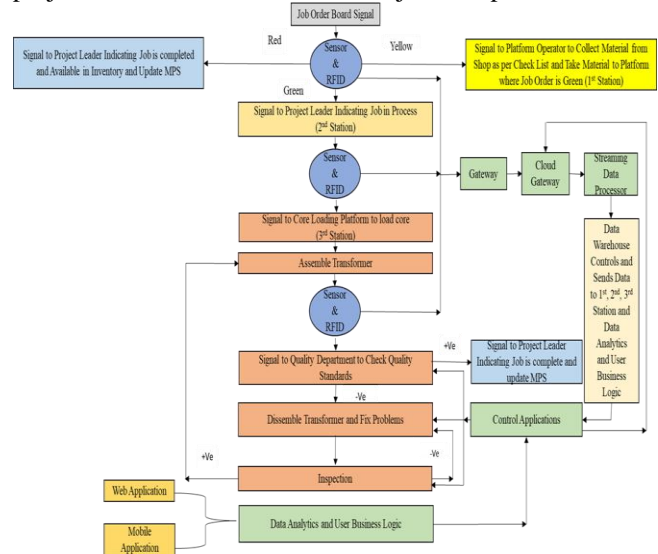 Job Order Board Signal
Red
Yellow
Signal to Project Leader Indicating Job is completed
and Available in Inventory and Update MPS
Sensor
&
RFID
Signal to Platform Operator to Collect Material from
Shop as per Check List and Take Material to Platform
where Job Order is Green (1st Station)
Green
Signal to Project Leader Indicating Job in Process
(2nd Station)
Sensor
&
RFID
Gateway
Cloud
Gateway
Streaming
Data
Processor
Signal to Core Loading Platform to load core
(3rd Station)
Assemble Transformer
Data
Warehouse
Controls and
Sends Data
to 1st, 2nd, 3rd
Station and
Data
Analytics
and User
Business
Logic
Sensor
&
RFID
+Ve
Signal to Quality Department to Check Quality
Standards
Signal to Project Leader
Indicating Job is complete and
update MPS
-Ve
Dissemble Transformer and Fix Problems
Control Applications
+Ve
-Ve
Inspection
Web Application
Data Analytics and User Business Logic
Mobile
Application